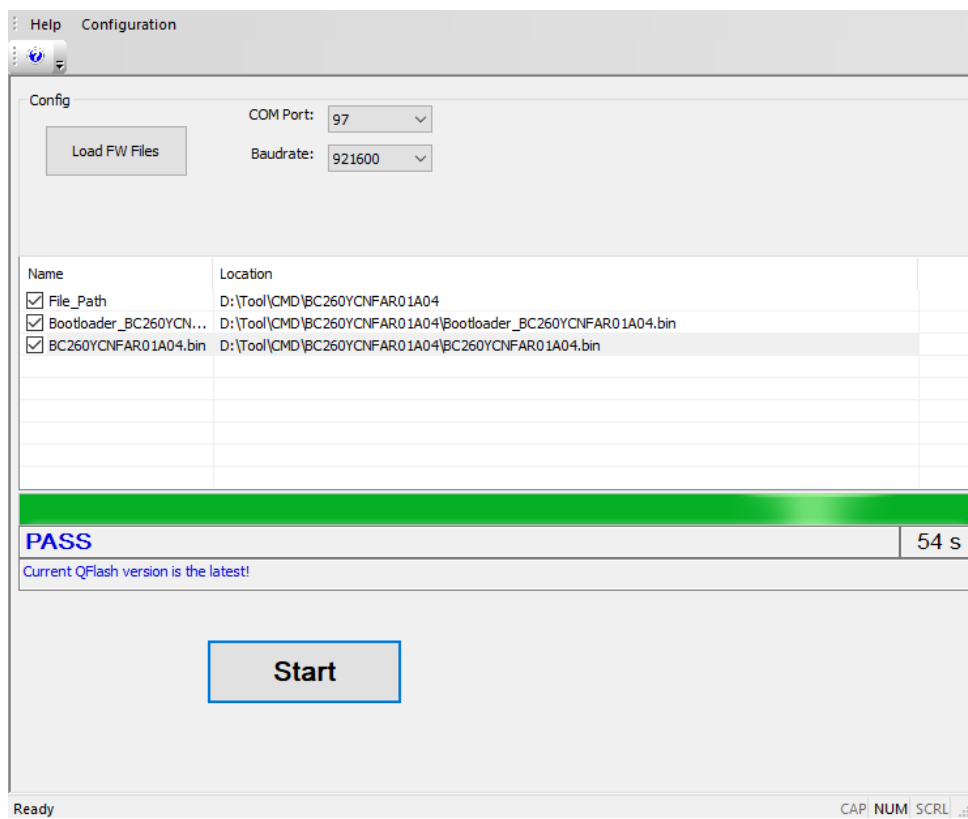 Help Configuration
Config
COM Port: 97
Load FW Files
Baudrate: 921600
Name Location
File_Path D:\Tool\CMD\BC260YCNFAR01A04
Bootloader_BC260YCN... D:\Tool\CMD\BC260YCNFAR01A04\Bootloader_BC260YCNFAR01A04.bin
BC260YCNFAR01A04.bin D:\Tool\CMD\BC260YCNFAR01A04\BC260YCNFAR01A04.bin
PASS 54 s
Current QFlash version is the latest!
Start
Ready CAP NUM SCRL